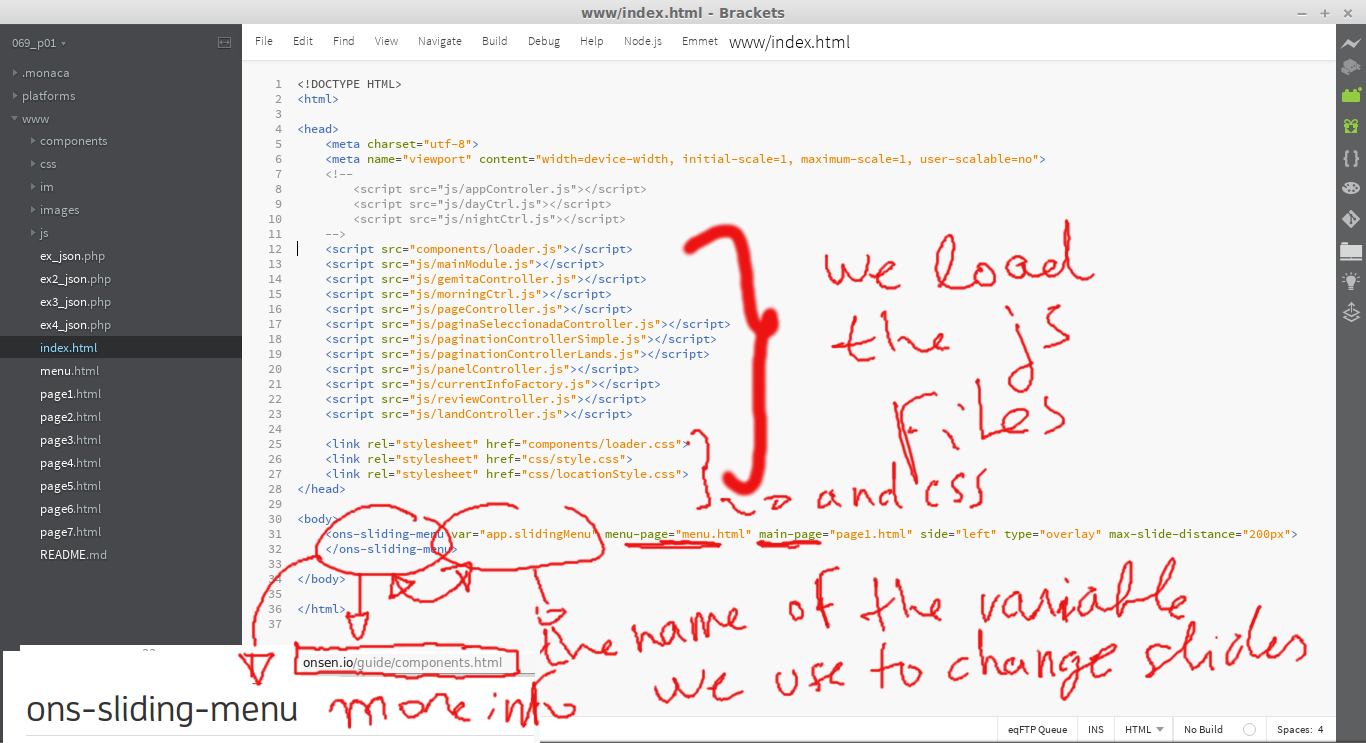 www/index.html - Brackets
069_p01
File Edit Find View Navigate Build Debug Help Node.js Emmet www/index.html
.monaca
platforms
www
components
css
im
images
js
ex_json.php
ex2_json.php
ex3_json.php
ex4_json.php
index.html
menu.html
page1.html
page2.html
page3.html
page4.html
page5.html
page6.html
page7.html
README.md
1 <!DOCTYPE HTML>
2 <html>
3
4 <head>
5 <meta charset="utf-8">
6 <meta name="viewport" content="width=device-width, initial-scale=1, maximum-scale=1, user-scalable=no">
7 <!--
8 <script src="js/appControler.js"></script>
9 <script src="js/dayCtrl.js"></script>
10 <script src="js/nightCtrl.js"></script>
11 -->
12 <script src="components/loader.js"></script>
13 <script src="js/mainModule.js"></script>
14 <script src="js/gemitaController.js"></script>
15 <script src="js/morningCtrl.js"></script>
16 <script src="js/pageController.js"></script>
17 <script src="js/paginaSeleccionadaController.js"></script>
18 <script src="js/paginationControllerSimple.js"></script>
19 <script src="js/paginationControllerLands.js"></script>
20 <script src="js/panelController.js"></script>
21 <script src="js/currentInfoFactory.js"></script>
22 <script src="js/reviewController.js"></script>
23 <script src="js/landController.js"></script>
24
25 <link rel="stylesheet" href="components/loader.css">
26 <link rel="stylesheet" href="css/style.css">
27 <link rel="stylesheet" href="css/locationStyle.css">
28 </head>
29
30 <body>
31 <ons-sliding-menu var="app.slidingMenu" menu-page="menu.html" main-page="page1.html" side="left" type="overlay" max-slide-distance="200px">
32 </ons-sliding-menu>
33
34 </body>
35
36 </html>
37
we load
the js
Files
and css
the name of the variable
we use to change slides
onsen.io/guide/components.html
ons-sliding-menu
more info
eqFTP Queue INS HTML No Build Spaces: 4